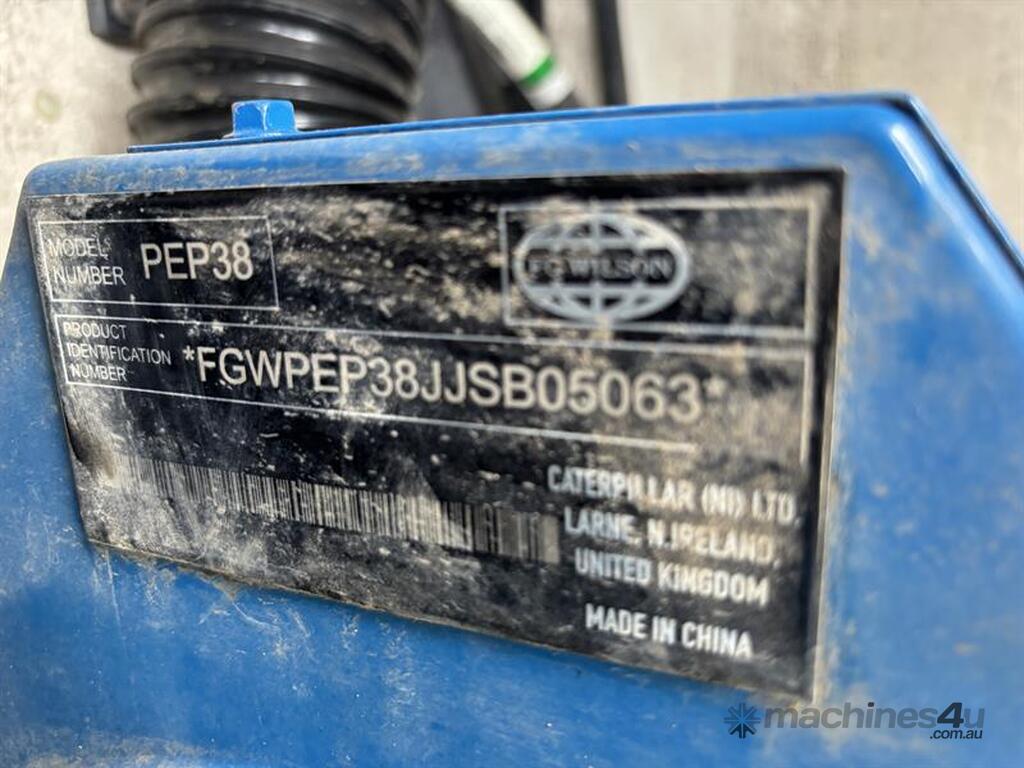 MODEL
NUMBER
PEP38
FG WILSON
PRODUCT
IDENTIFICATION
NUMBER
*FGWPEP38JJSB05063*
CATERPILLAR (NI) LTD,
LARNE, N.IRELAND,
UNITED KINGDOM
MADE IN CHINA
machines4u
.com.au